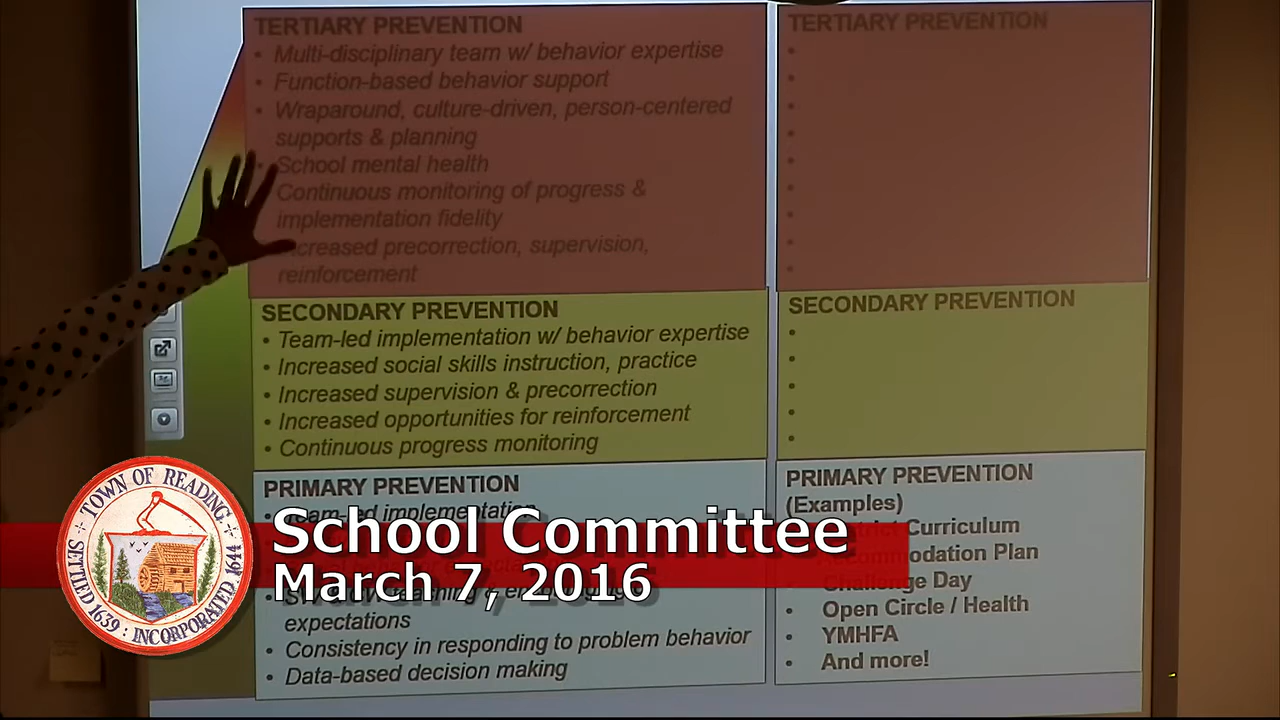 TERTIARY PREVENTION
• Multi-disciplinary team w/ behavior expertise
• Function-based behavior support
• Wraparound, culture-driven, person-centered
supports & planning
• School mental health
Continuous monitoring of progress &
implementation fidelity
Increased precorrection, supervision,
reinforcement
SECONDARY PREVENTION
• Team-led implementation w/ behavior expertise
• Increased social skills instruction, practice
• Increased supervision & precorrection
• Increased opportunities for reinforcement
• Continuous progress monitoring
PRIMARY PREVENTION
• Team-led implementation
expectations
• Consistency in responding to problem behavior
• Data-based decision making
TERTIARY PREVENTION
SECONDARY PREVENTION
PRIMARY PREVENTION
(Examples)
Curriculum
Accommodation Plan
Challenge Day
• Open Circle / Health
• YMHFA
• And more!
School Committee
March 7, 2016
TOWN OF READING
SETTLED 1639 : INCORPORATED 1644